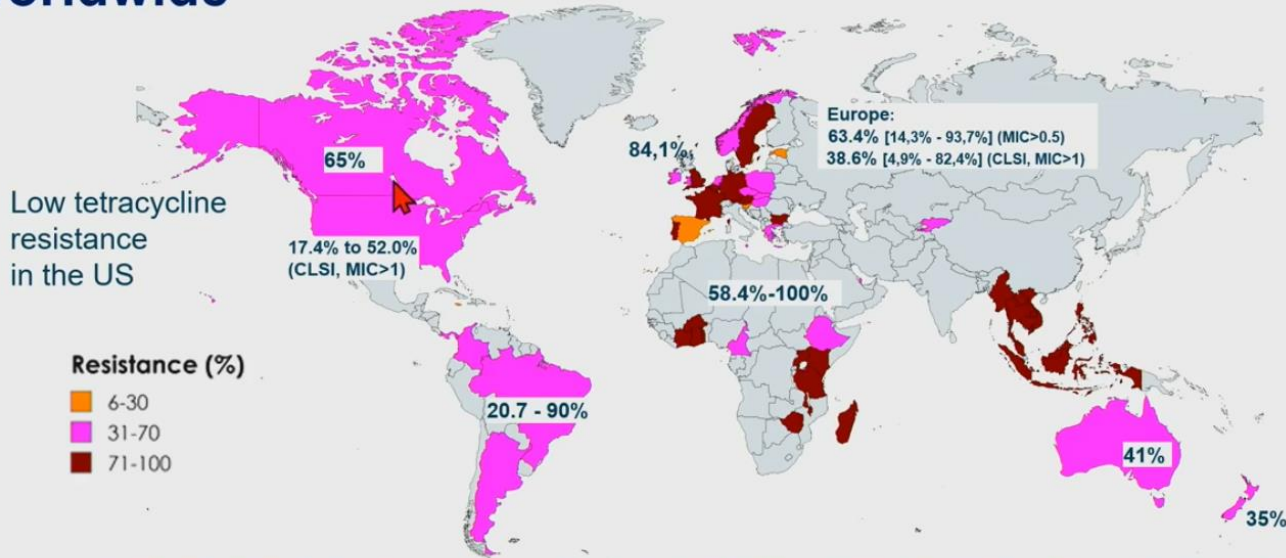 65%
84,1%
Europe:
63.4% [14,3% - 93,7%] (MIC>0.5)
38.6% [4,9% - 82,4%] (CLSI, MIC>1)
Low tetracycline
resistance
in the US
17.4% to 52.0%
(CLSI, MIC>1)
58.4%-100%
Resistance (%)
6-30
31-70
71-100
20.7 - 90%
41%
35%